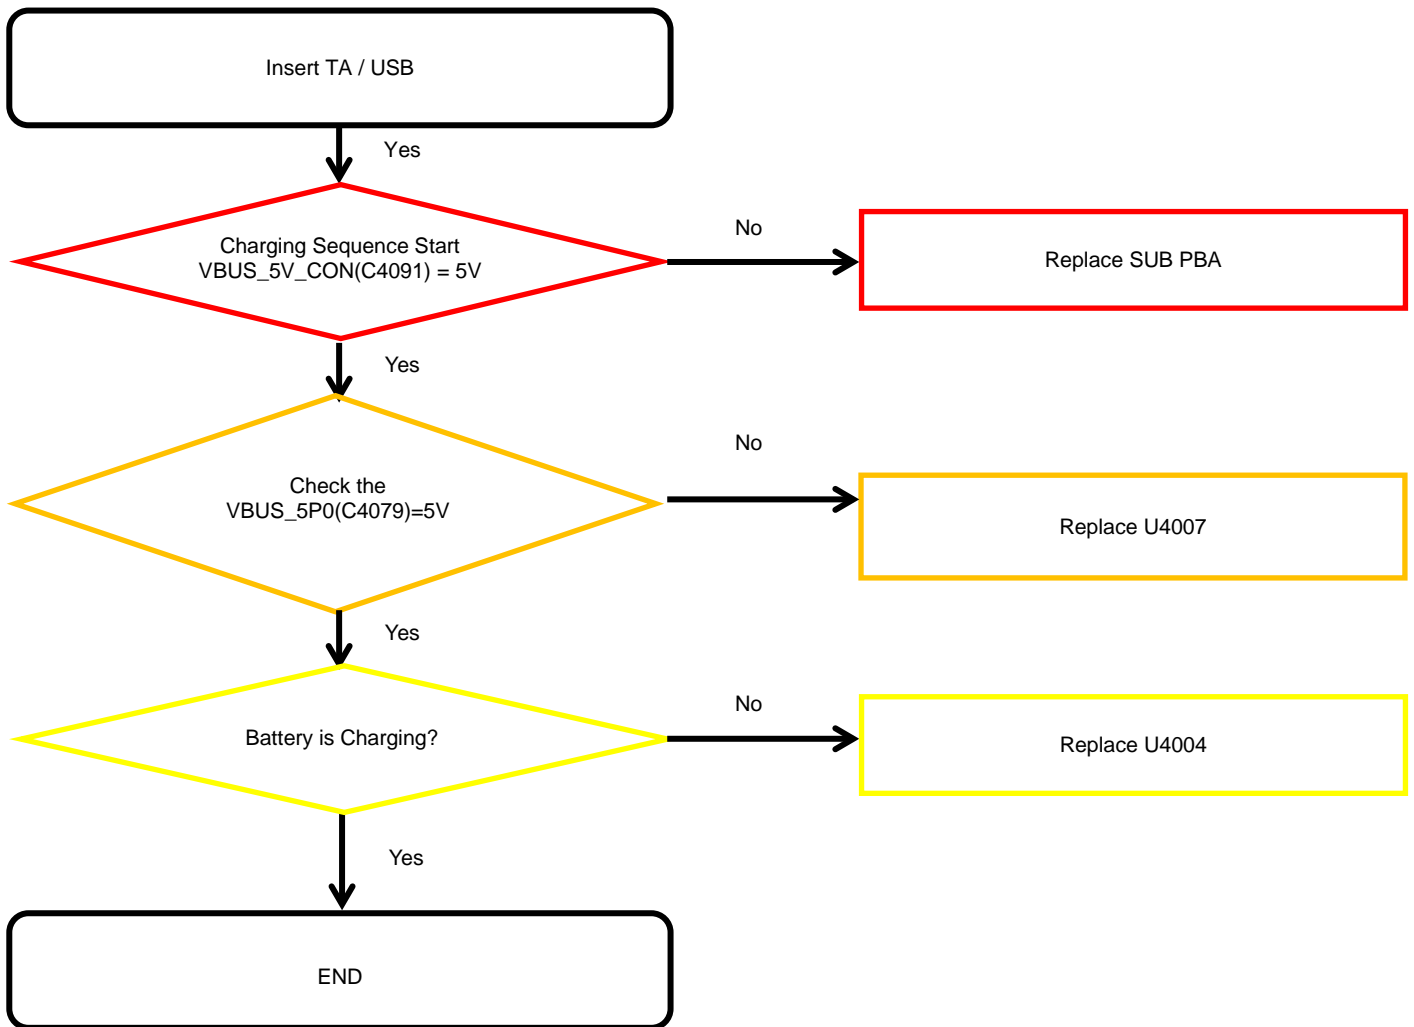 Insert TA / USB
Yes
Charging Sequence Start
VBUS_5V_CON(C4091) = 5V
No
Replace SUB PBA
Yes
Check the
VBUS_5P0(C4079)=5V
No
Replace U4007
Yes
Battery is Charging?
No
Replace U4004
Yes
END